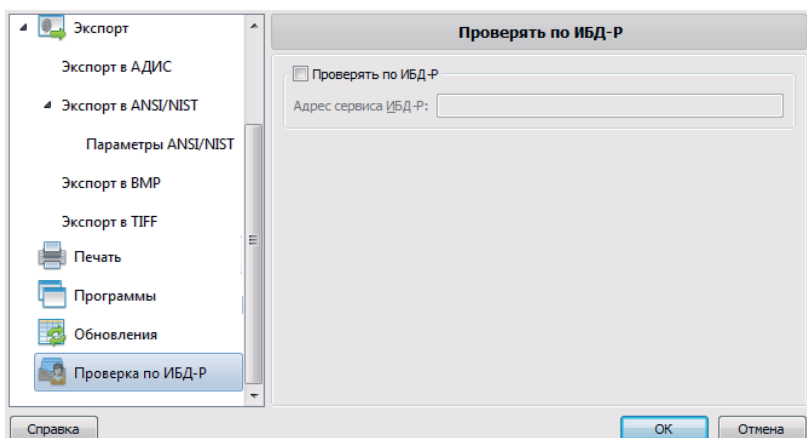 Экспорт
Экспорт в АДИС
Экспорт в ANSI/NIST
Параметры ANSI/NIST
Экспорт в BMP
Экспорт в TIFF
Печать
Программы
Обновления
Проверка по ИБД-Р
Проверять по ИБД-Р
Проверять по ИБД-Р
Адрес сервиса ИБД-Р:
Справка
ОК
Отмена